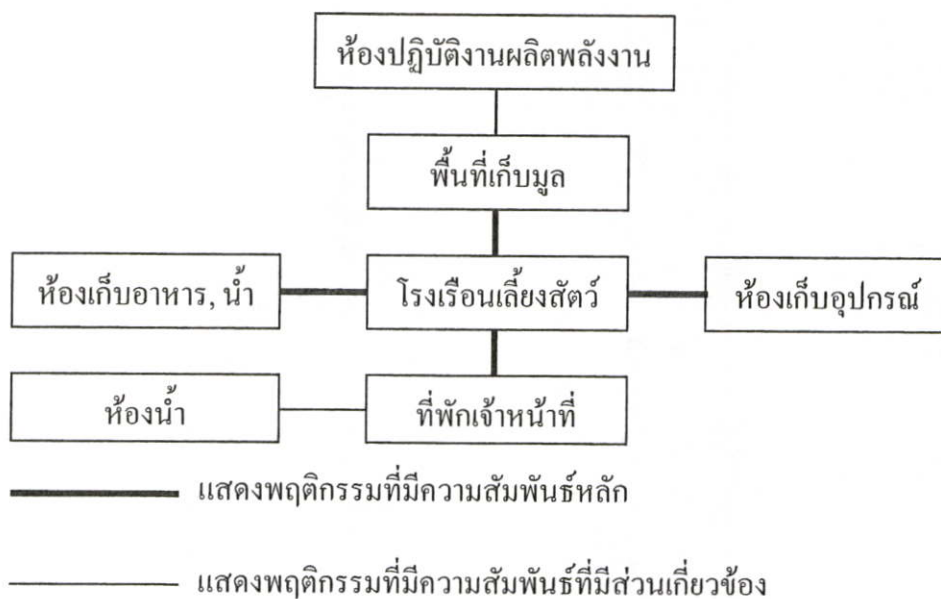 ห้องปฏิบัติงานผลิตพลังงาน
พื้นที่เก็บมูล
ห้องเก็บอาหาร, น้ำ
โรงเรือนเลี้ยงสัตว์
ห้องเก็บอุปกรณ์
ห้องน้ำ
ที่พักเจ้าหน้าที่
แสดงพฤติกรรมที่มีความสัมพันธ์หลัก
แสดงพฤติกรรมที่มีความสัมพันธ์ที่มีส่วนเกี่ยวข้อง